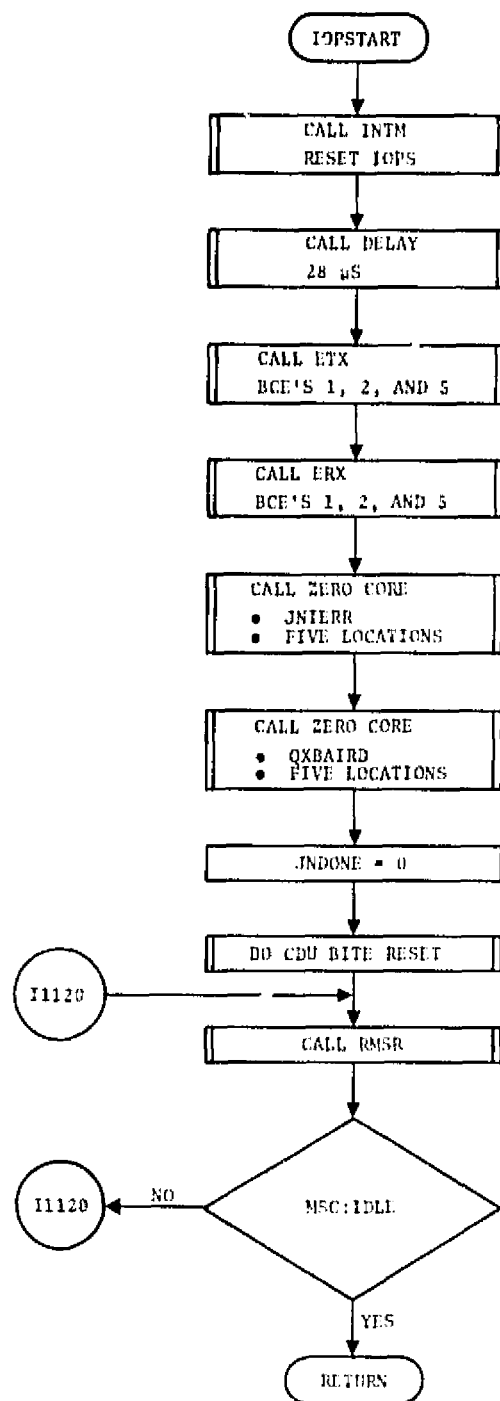 IOPSTART
CALL INTM
RESET IOPS
CALL DELAY
28 µS
CALL ETX
BCE'S 1, 2, AND 5
CALL ERX
BCE'S 1, 2, AND 5
CALL ZERO CORE
• JNIERR
• FIVE LOCATIONS
CALL ZERO CORE
• QXBAIRD
• FIVE LOCATIONS
JNDONE = 0
DO CDU BITE RESET
I1120
CALL RMSR
I1120
NO
MSC:IDLE
YES
RETURN